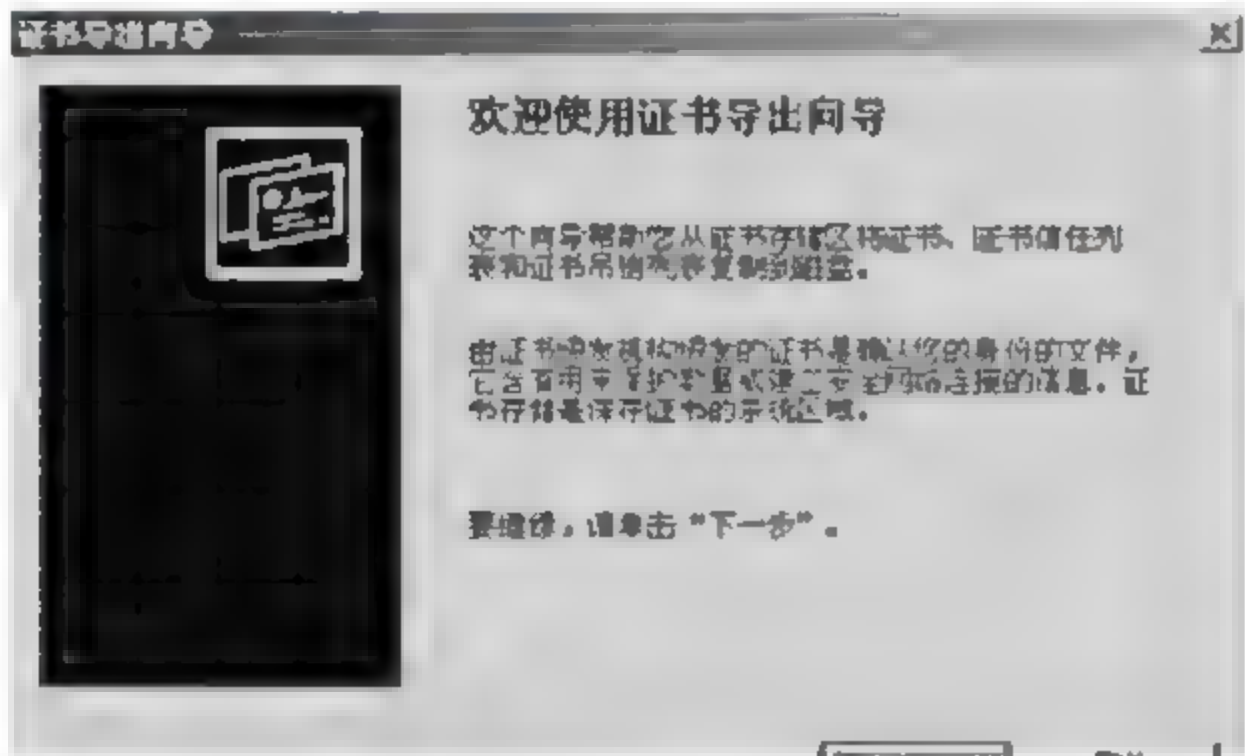 证书导出向导
欢迎使用证书导出向导
这个向导帮助您从证书存储区将证书、证书信任列
表和证书吊销列表复制到磁盘。
由证书颁发机构颁发的证书是确认您的身份的文件，
它含有用来保护数据或建立安全网络连接的信息。证
书存储是保存证书的系统区域。
要继续，请单击“下一步”。